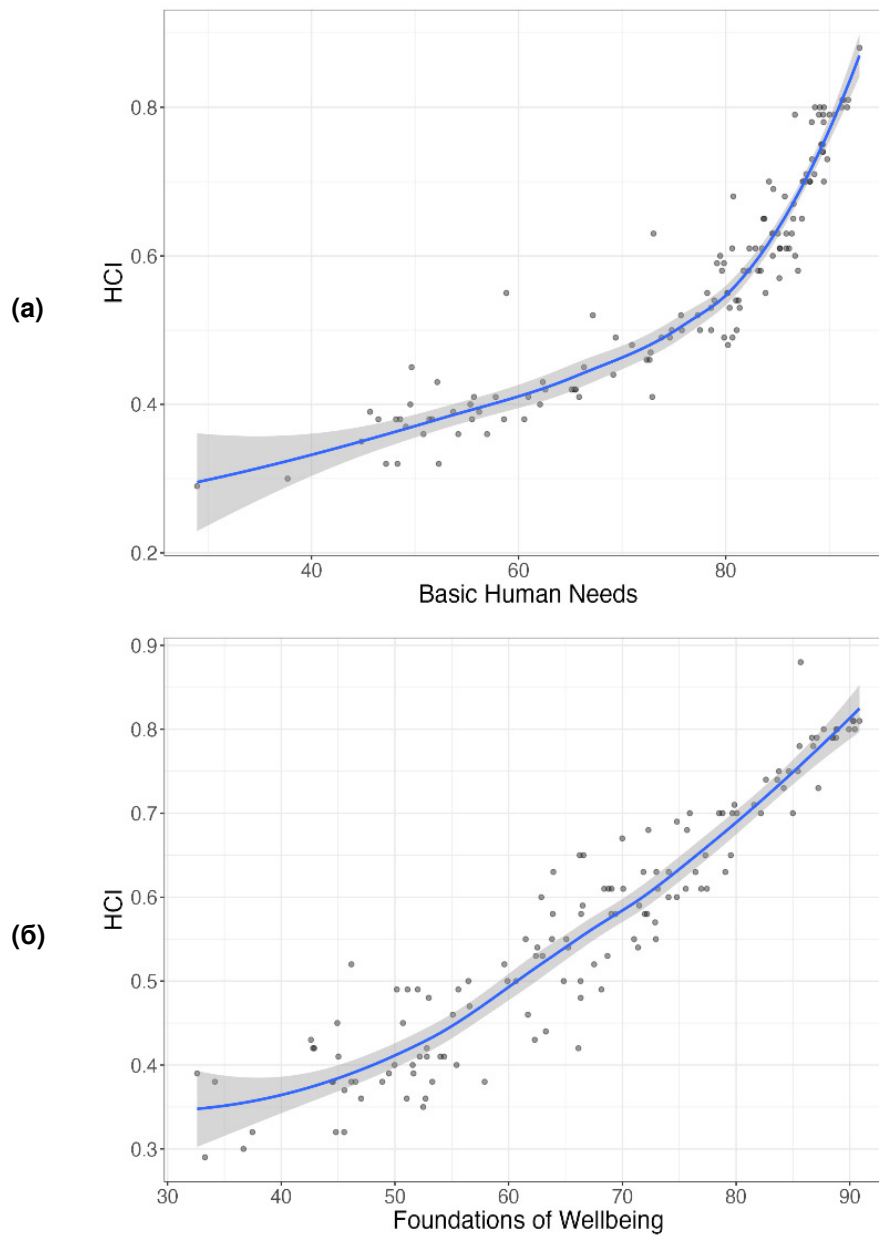 (а)
HCI
0.8
0.6
0.4
0.2
40 60 80
Basic Human Needs
(б)
HCI
0.9
0.8
0.7
0.6
0.5
0.4
0.3
30 40 50 60 70 80 90
Foundations of Wellbeing